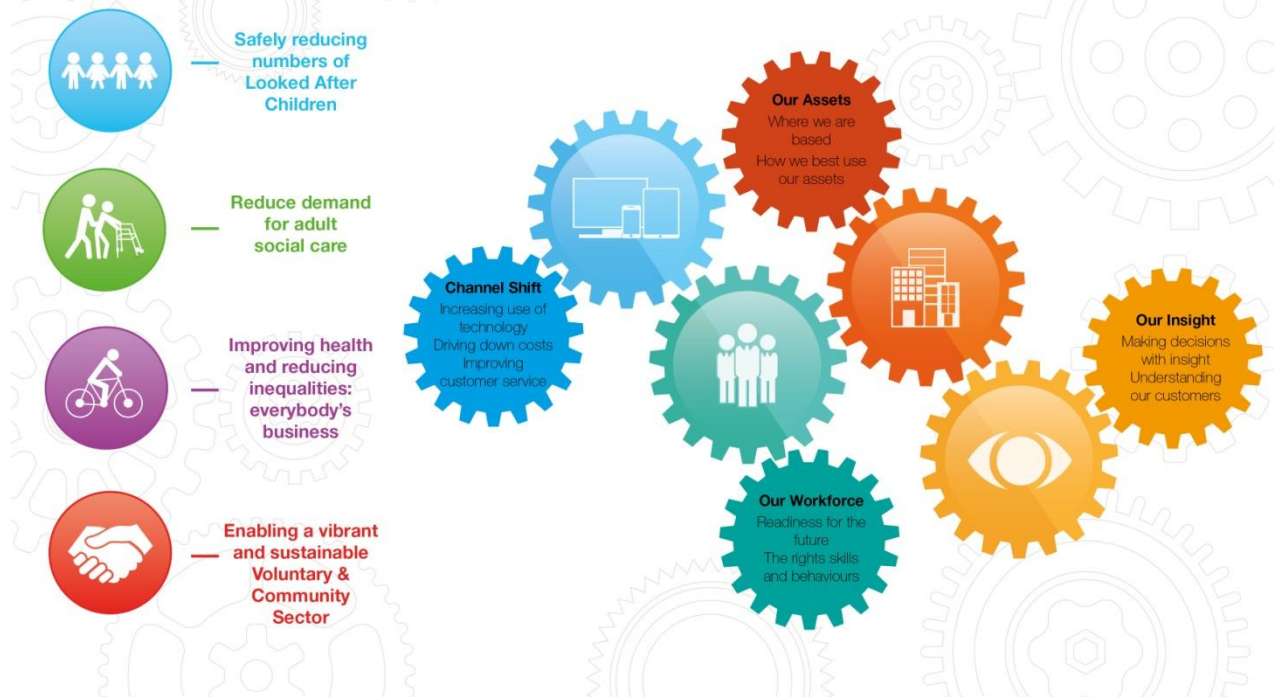 Safely reducing
numbers of
Looked After
Children
Reduce demand
for adult
social care
Improving health
and reducing
inequalities:
everybody's
business
Enabling a vibrant
and sustainable
Voluntary &
Community
Sector
Channel Shift
Increasing use of
technology
Driving down costs
Improving
customer service
Our Assets
Where we are
based
How we best use
our assets
Our Workforce
Readiness for the
future
The rights skills
and behaviours
Our Insight
Making decisions
with insight
Understanding
our customers